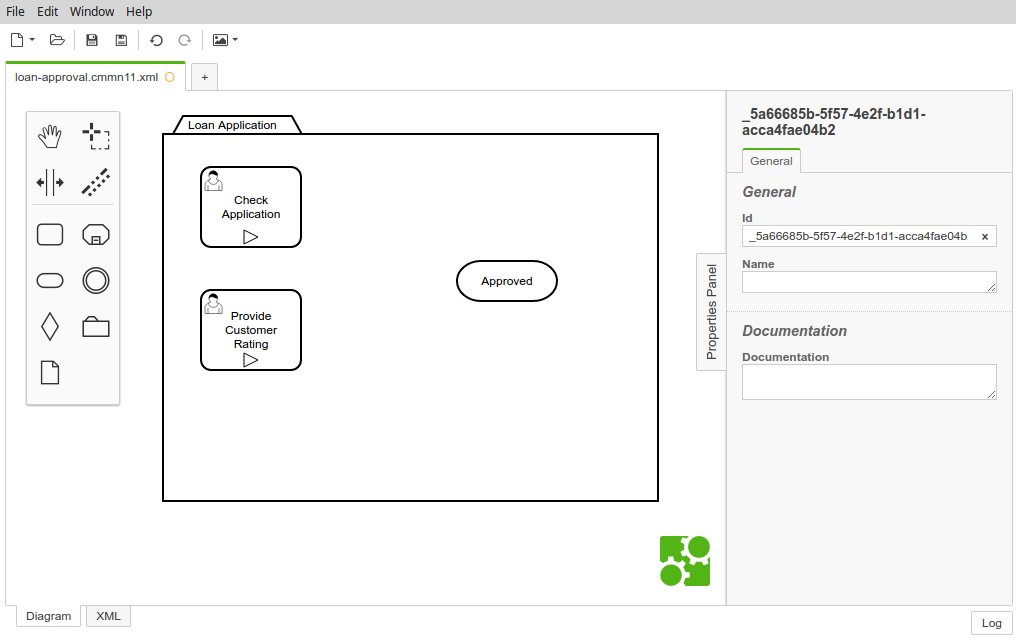 File Edit Window Help
loan-approval.cmmn11.xml
+
Loan Application
Check
Application
Provide
Customer
Rating
Approved
Properties Panel
_5a66685b-5f57-4e2f-b1d1-
acca4fae04b2
General
General
Id
_5a66685b-5f57-4e2f-b1d1-acca4fae04b
×
Name
Documentation
Documentation
Diagram XML
Log